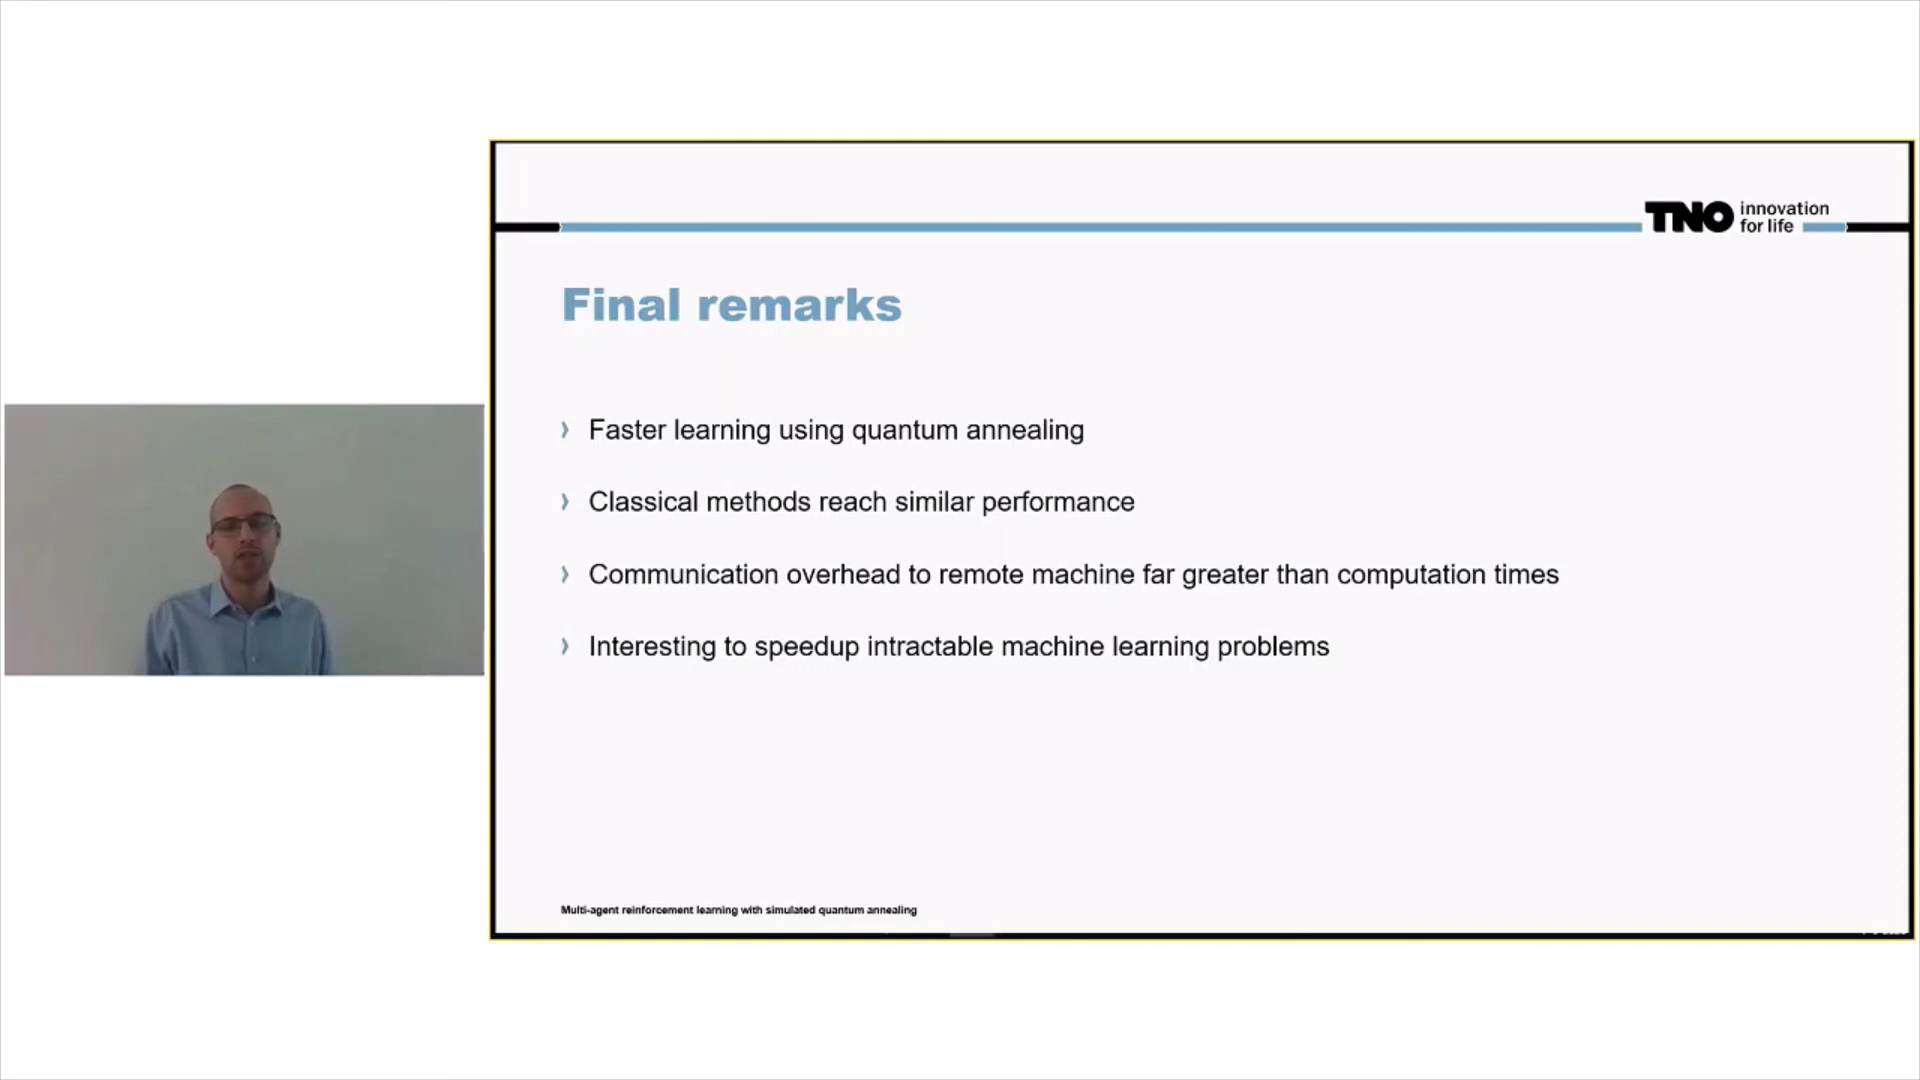 TNO innovation
for life
Final remarks
Faster learning using quantum annealing
Classical methods reach similar performance
Communication overhead to remote machine far greater than computation times
Interesting to speedup intractable machine learning problems
Multi-agent reinforcement learning with simulated quantum annealing